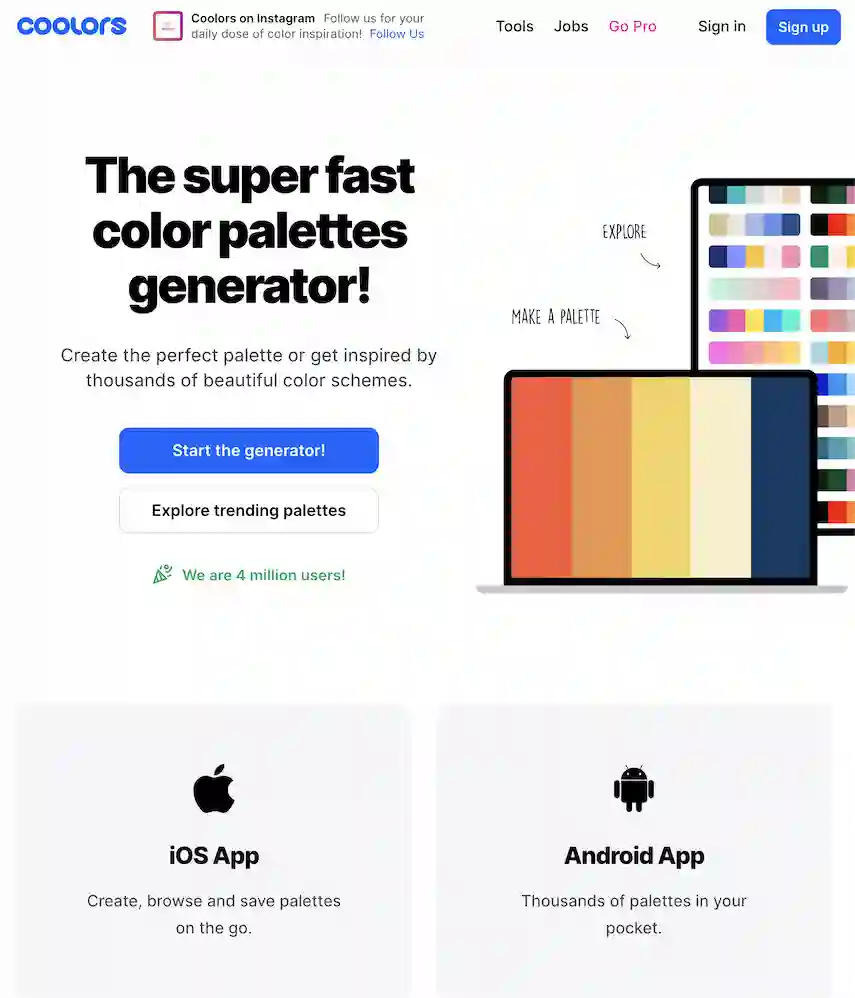 coolors
Coolors on Instagram Follow us for your
daily dose of color inspiration! Follow Us
Tools Jobs Go Pro Sign in Sign up
The super fast
color palettes
generator!
Create the perfect palette or get inspired by
thousands of beautiful color schemes.
Start the generator!
Explore trending palettes
We are 4 million users!
EXPLORE
MAKE A PALETTE
iOS App
Create, browse and save palettes
on the go.
Android App
Thousands of palettes in your
pocket.